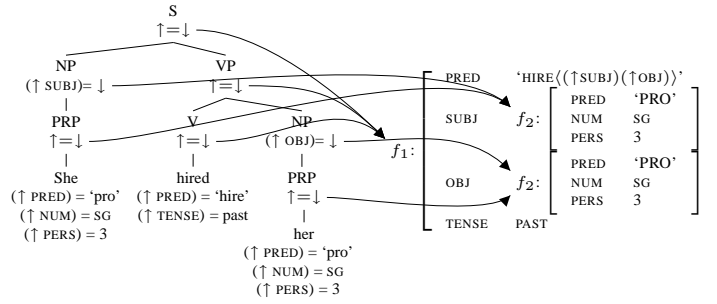 S
↑=↓
NP VP
(↑ SUBJ)= ↓ ↑=↓
PRP V NP
↑=↓ ↑=↓ (↑ OBJ)= ↓
She hired PRP
(↑ PRED) = ‘pro’ (↑ PRED) = ‘hire’ ↑=↓
(↑ NUM) = SG (↑ TENSE) = past
(↑ PERS) = 3 her
(↑ PRED) = ‘pro’
(↑ NUM) = SG
(↑ PERS) = 3
f1:
PRED ‘HIRE⟨(↑SUBJ)(↑OBJ)⟩’
SUBJ f2:
PRED ‘PRO’
NUM SG
PERS 3
OBJ f2:
PRED ‘PRO’
NUM SG
PERS 3
TENSE PAST